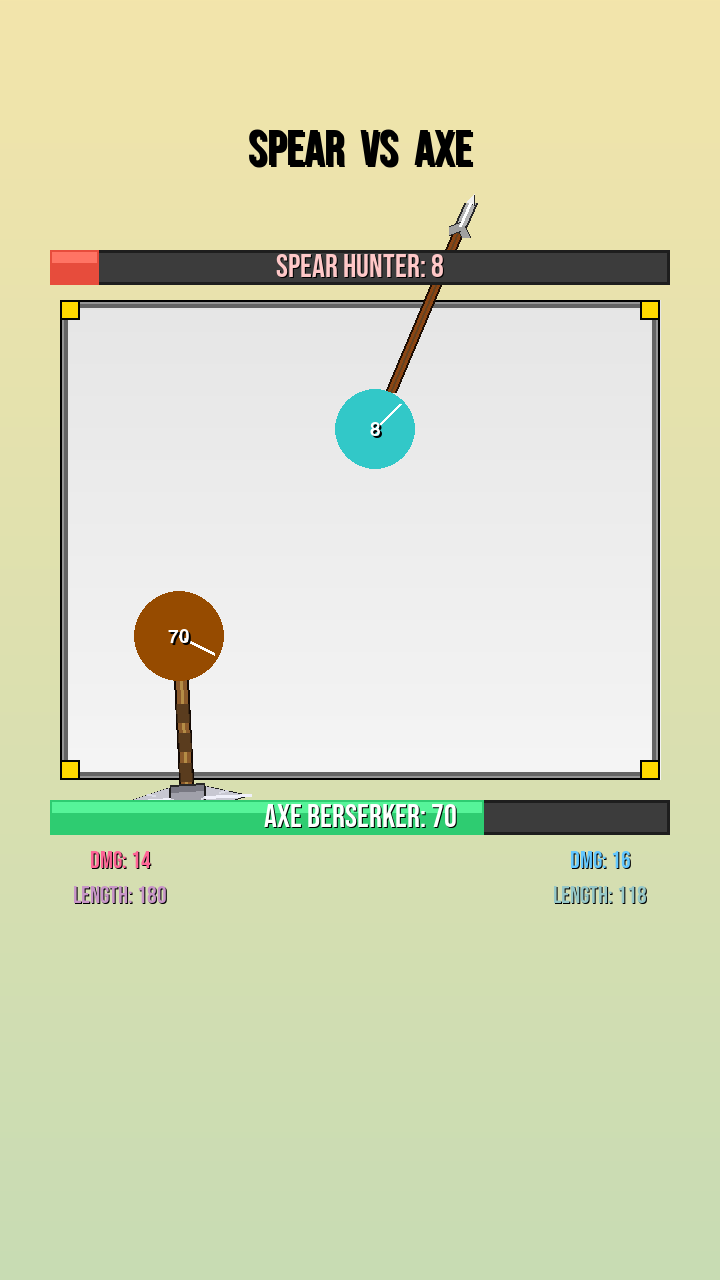 SPEAR VS AXE
SPEAR HUNTER: 8
8
70
AXE BERSERKER: 70
DMG: 14
DMG: 16
LENGTH: 180
LENGTH: 118